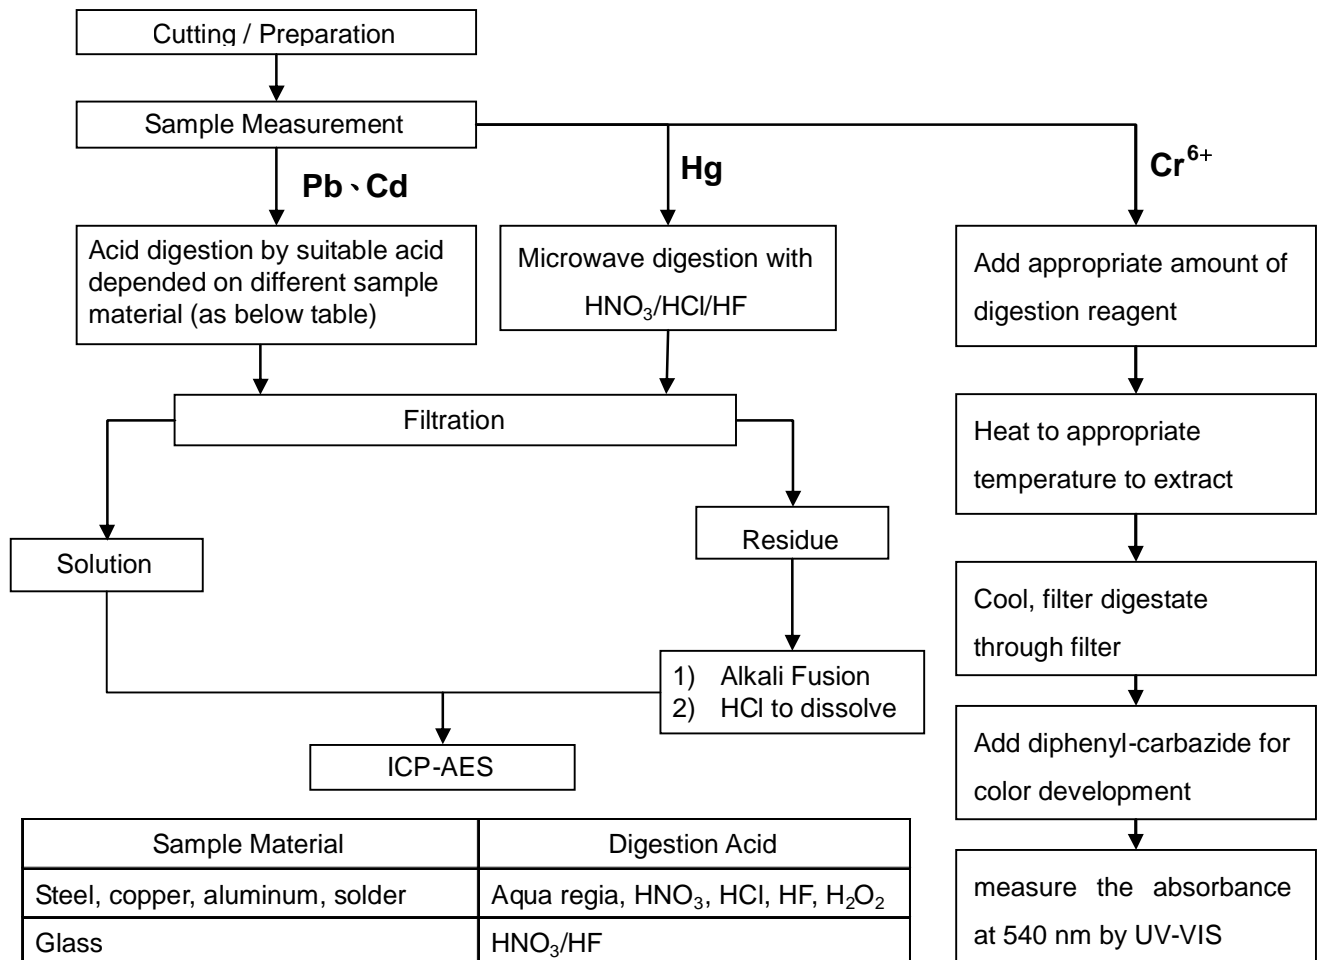 Cutting / Preparation
Sample Measurement
Pb、Cd
Hg
Cr⁶⁺
Acid digestion by suitable acid
depended on different sample
material (as below table)
Microwave digestion with
HNO₃/HCl/HF
Add appropriate amount of
digestion reagent
Filtration
Heat to appropriate
temperature to extract
Solution
Residue
Cool, filter digestate
through filter
1) Alkali Fusion
2) HCl to dissolve
ICP-AES
Add diphenyl-carbazide for
color development
measure the absorbance
at 540 nm by UV-VIS
Sample Material Digestion Acid
Steel, copper, aluminum, solder Aqua regia, HNO₃, HCl, HF, H₂O₂
Glass HNO₃/HF